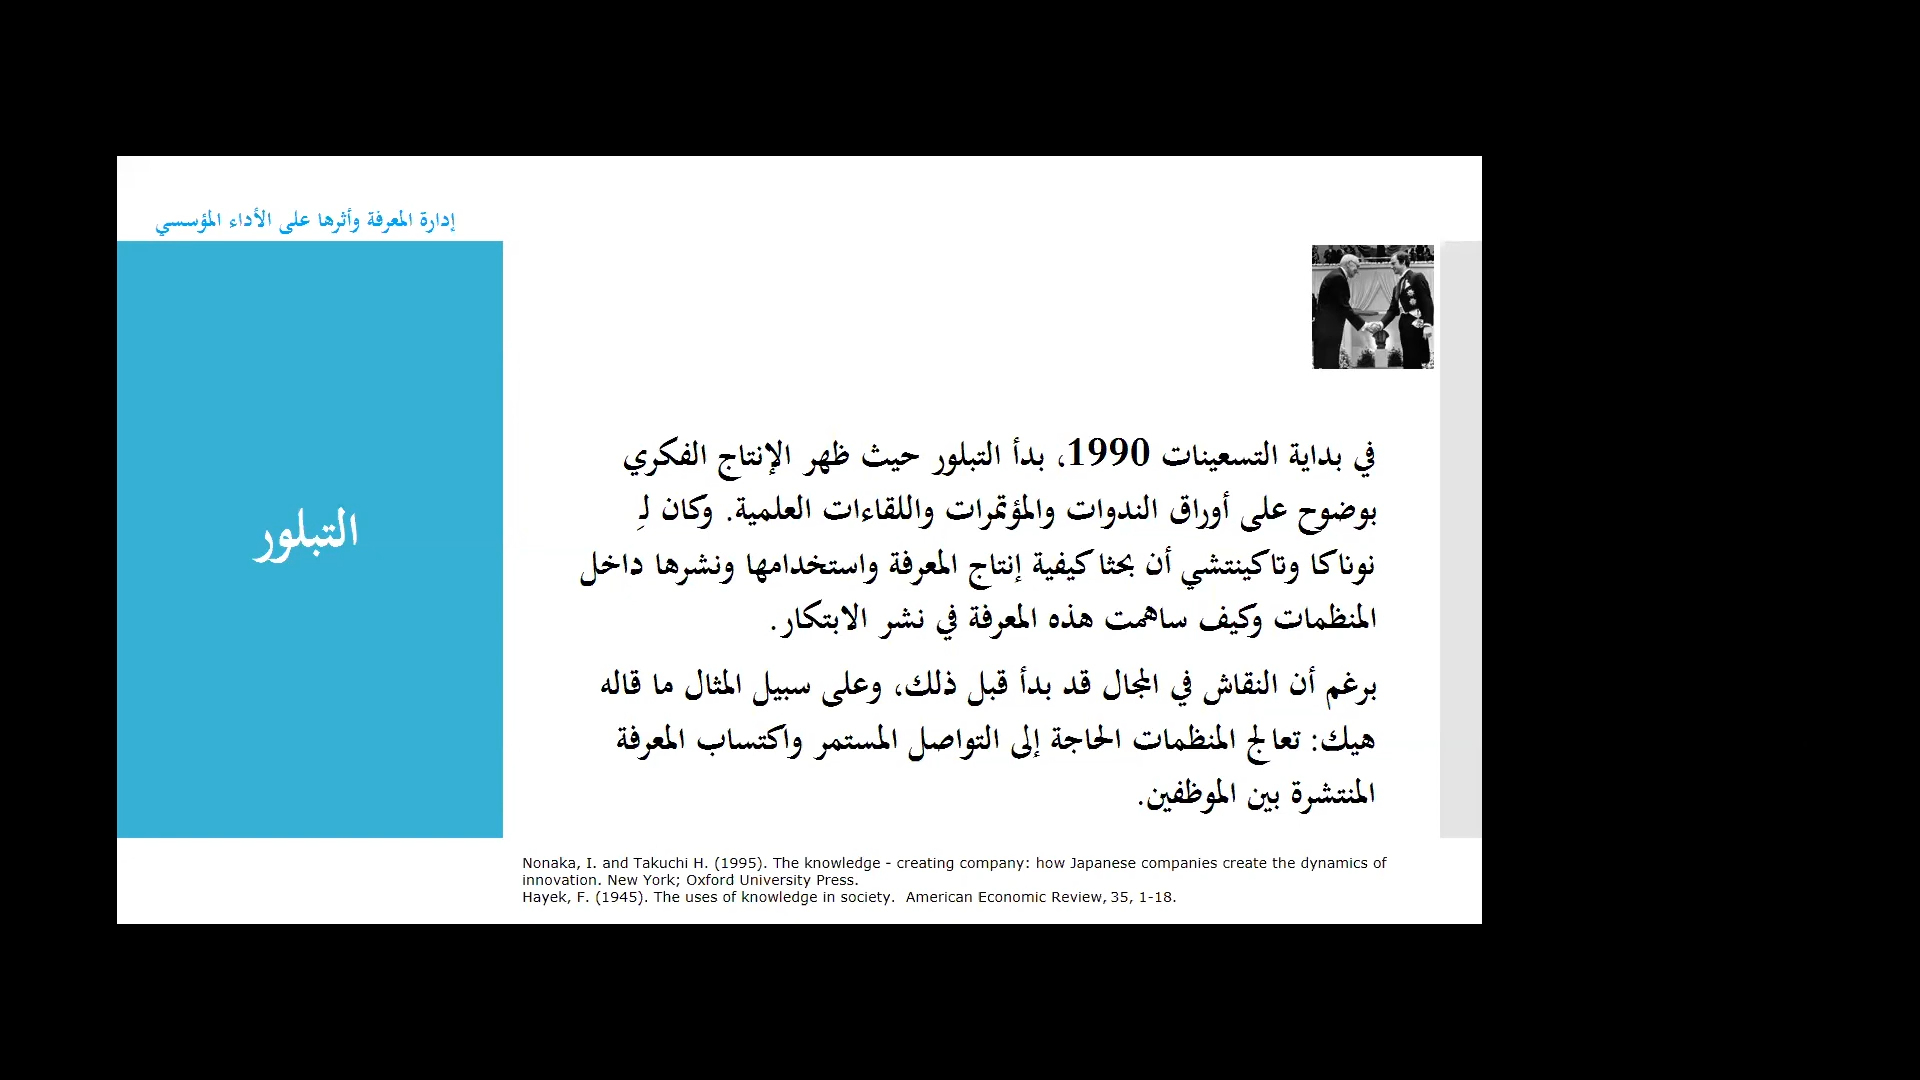 إدارة المعرفة وأثرها على الأداء المؤسسي
التبلور
في بداية التسعينات 1990، بدأ التبلور حيث ظهر الإنتاج الفكري
بوضوح على أوراق الندوات والمؤتمرات واللقاءات العلمية. وكان لـِ
نوناكا وتاكينتشي أن بحثا كيفية إنتاج المعرفة واستخدامها ونشرها داخل
المنظمات وكيف ساهمت هذه المعرفة في نشر الابتكار.
برغم أن النقاش في المجال قد بدأ قبل ذلك، وعلى سبيل المثال ما قاله
هيك: تعالج المنظمات الحاجة إلى التواصل المستمر واكتساب المعرفة
المنتشرة بين الموظفين.
Nonaka, I. and Takuchi H. (1995). The knowledge - creating company: how Japanese companies create the dynamics of
innovation. New York; Oxford University Press.
Hayek, F. (1945). The uses of knowledge in society.  American Economic Review, 35, 1-18.